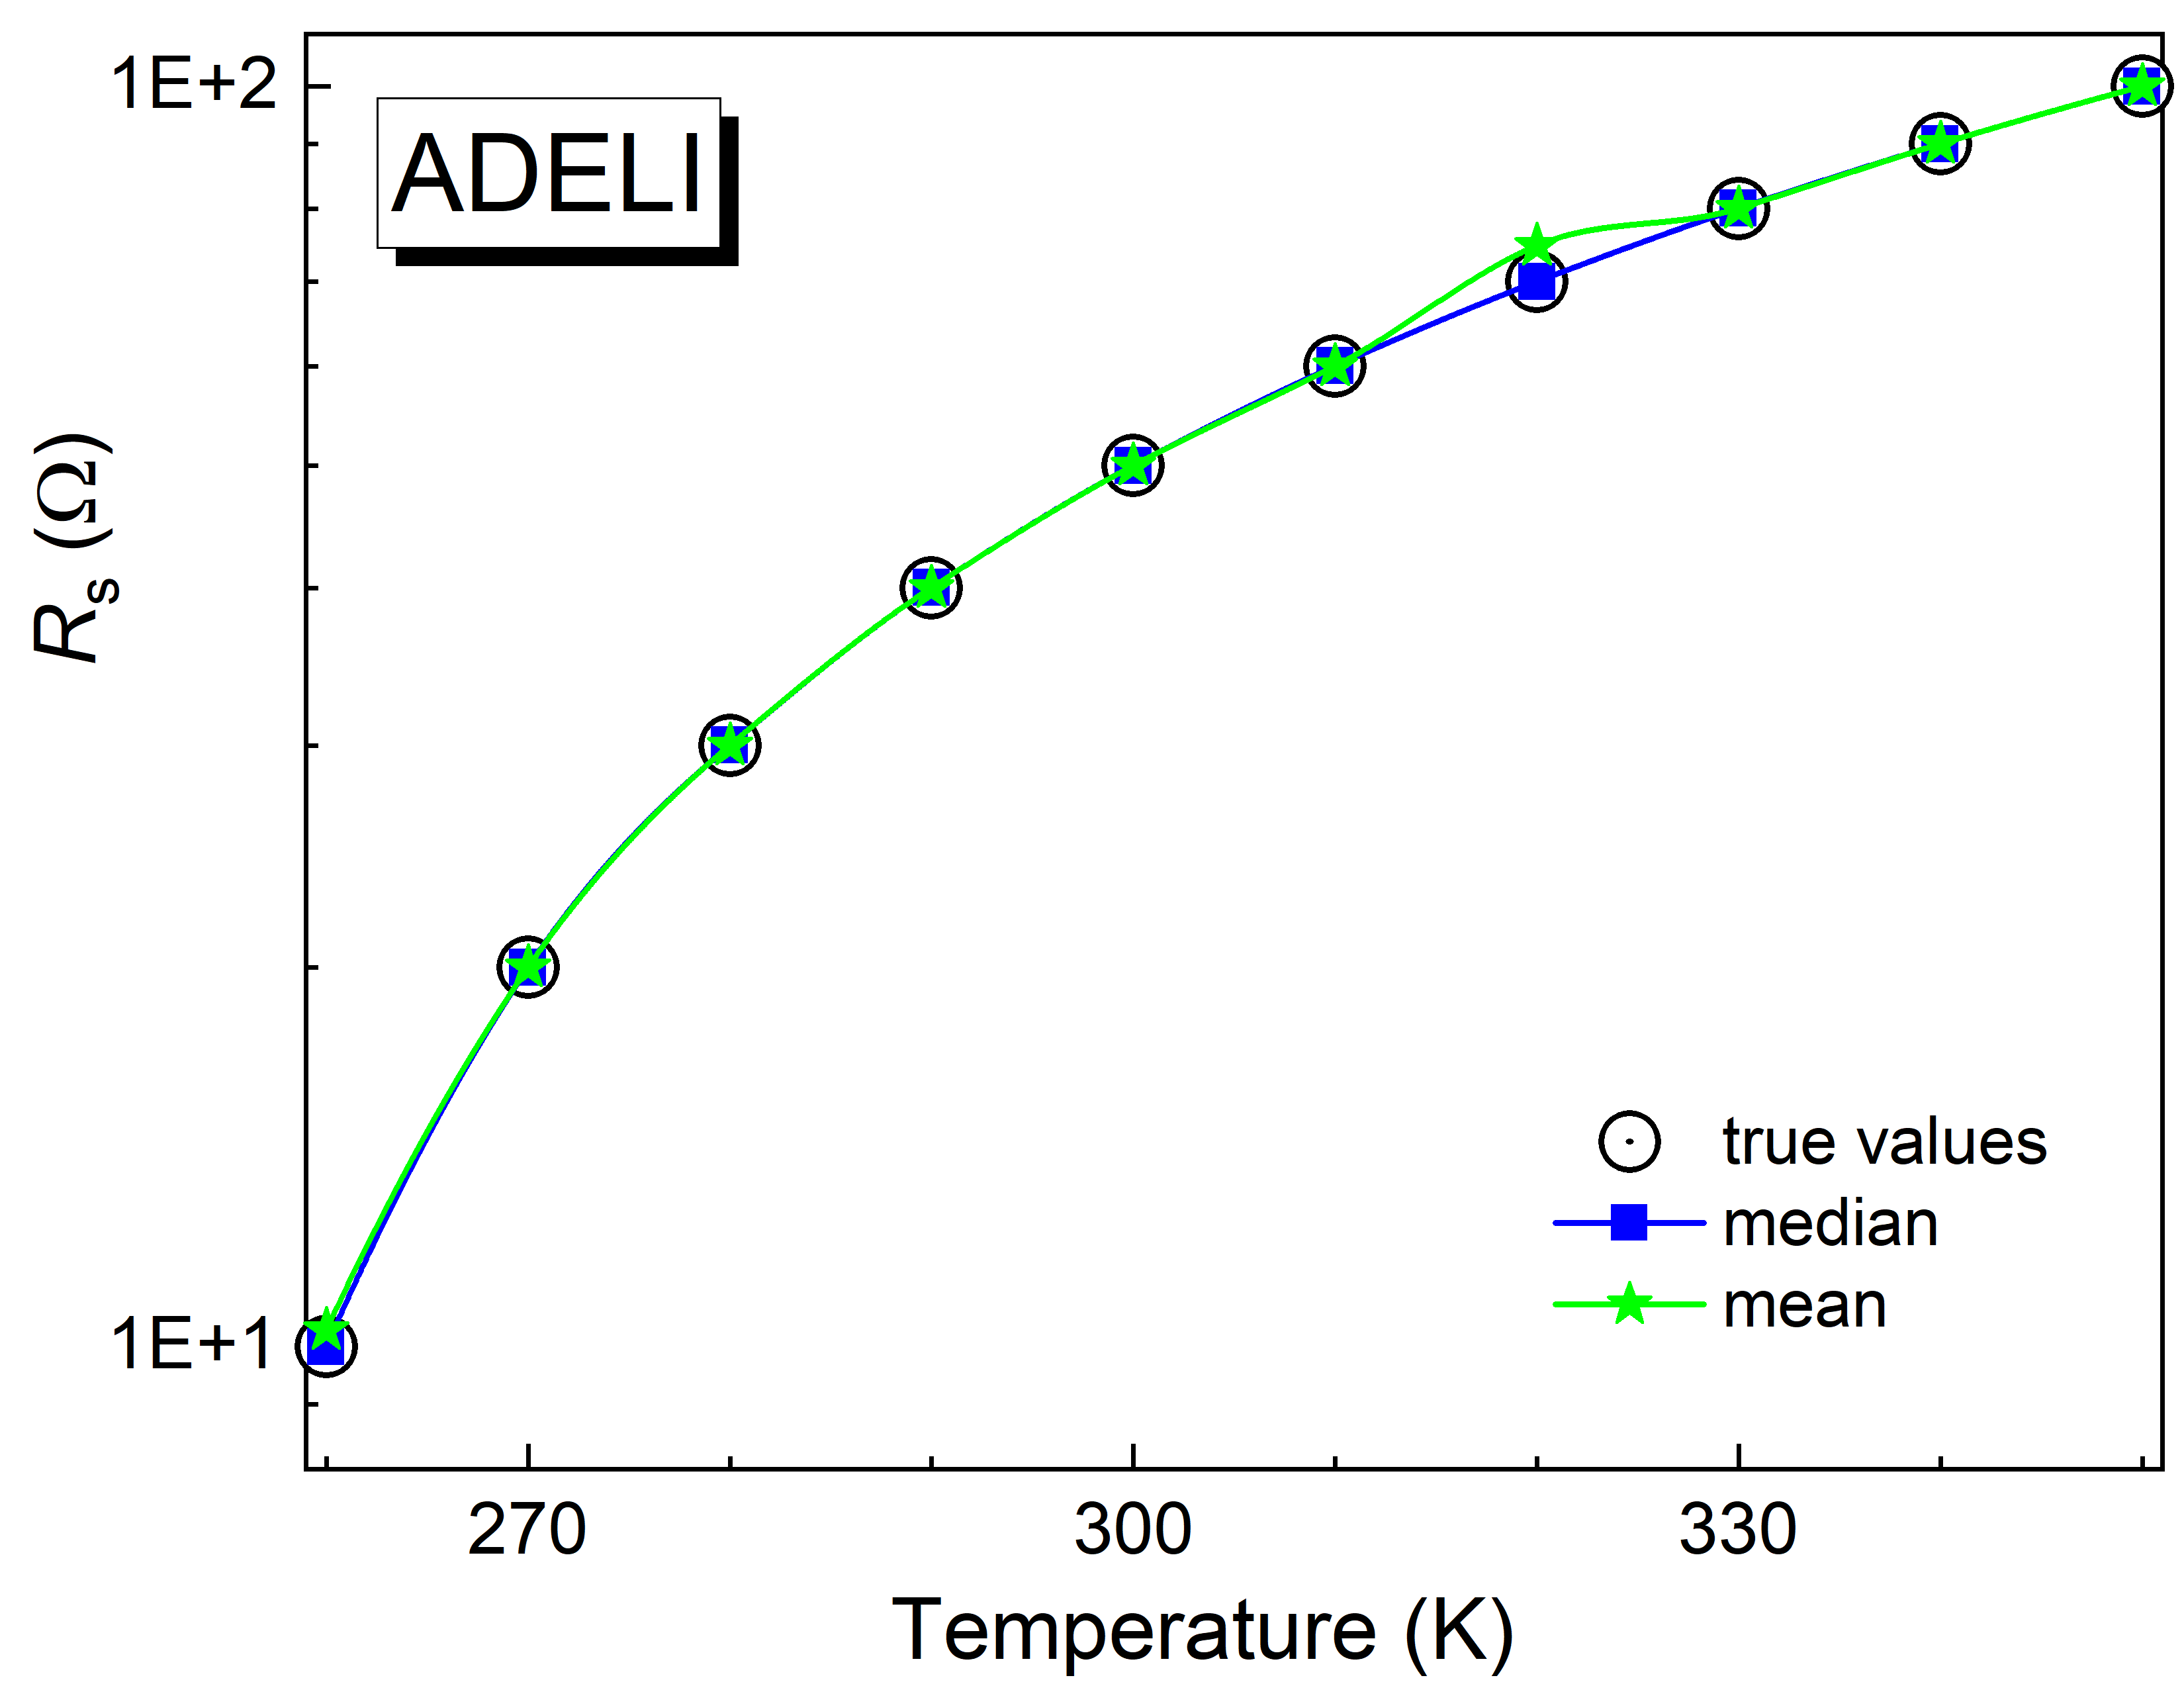 1E+2
ADELI
Rs (Ω)
true values
median
mean
1E+1
270 300 330
Temperature (K)